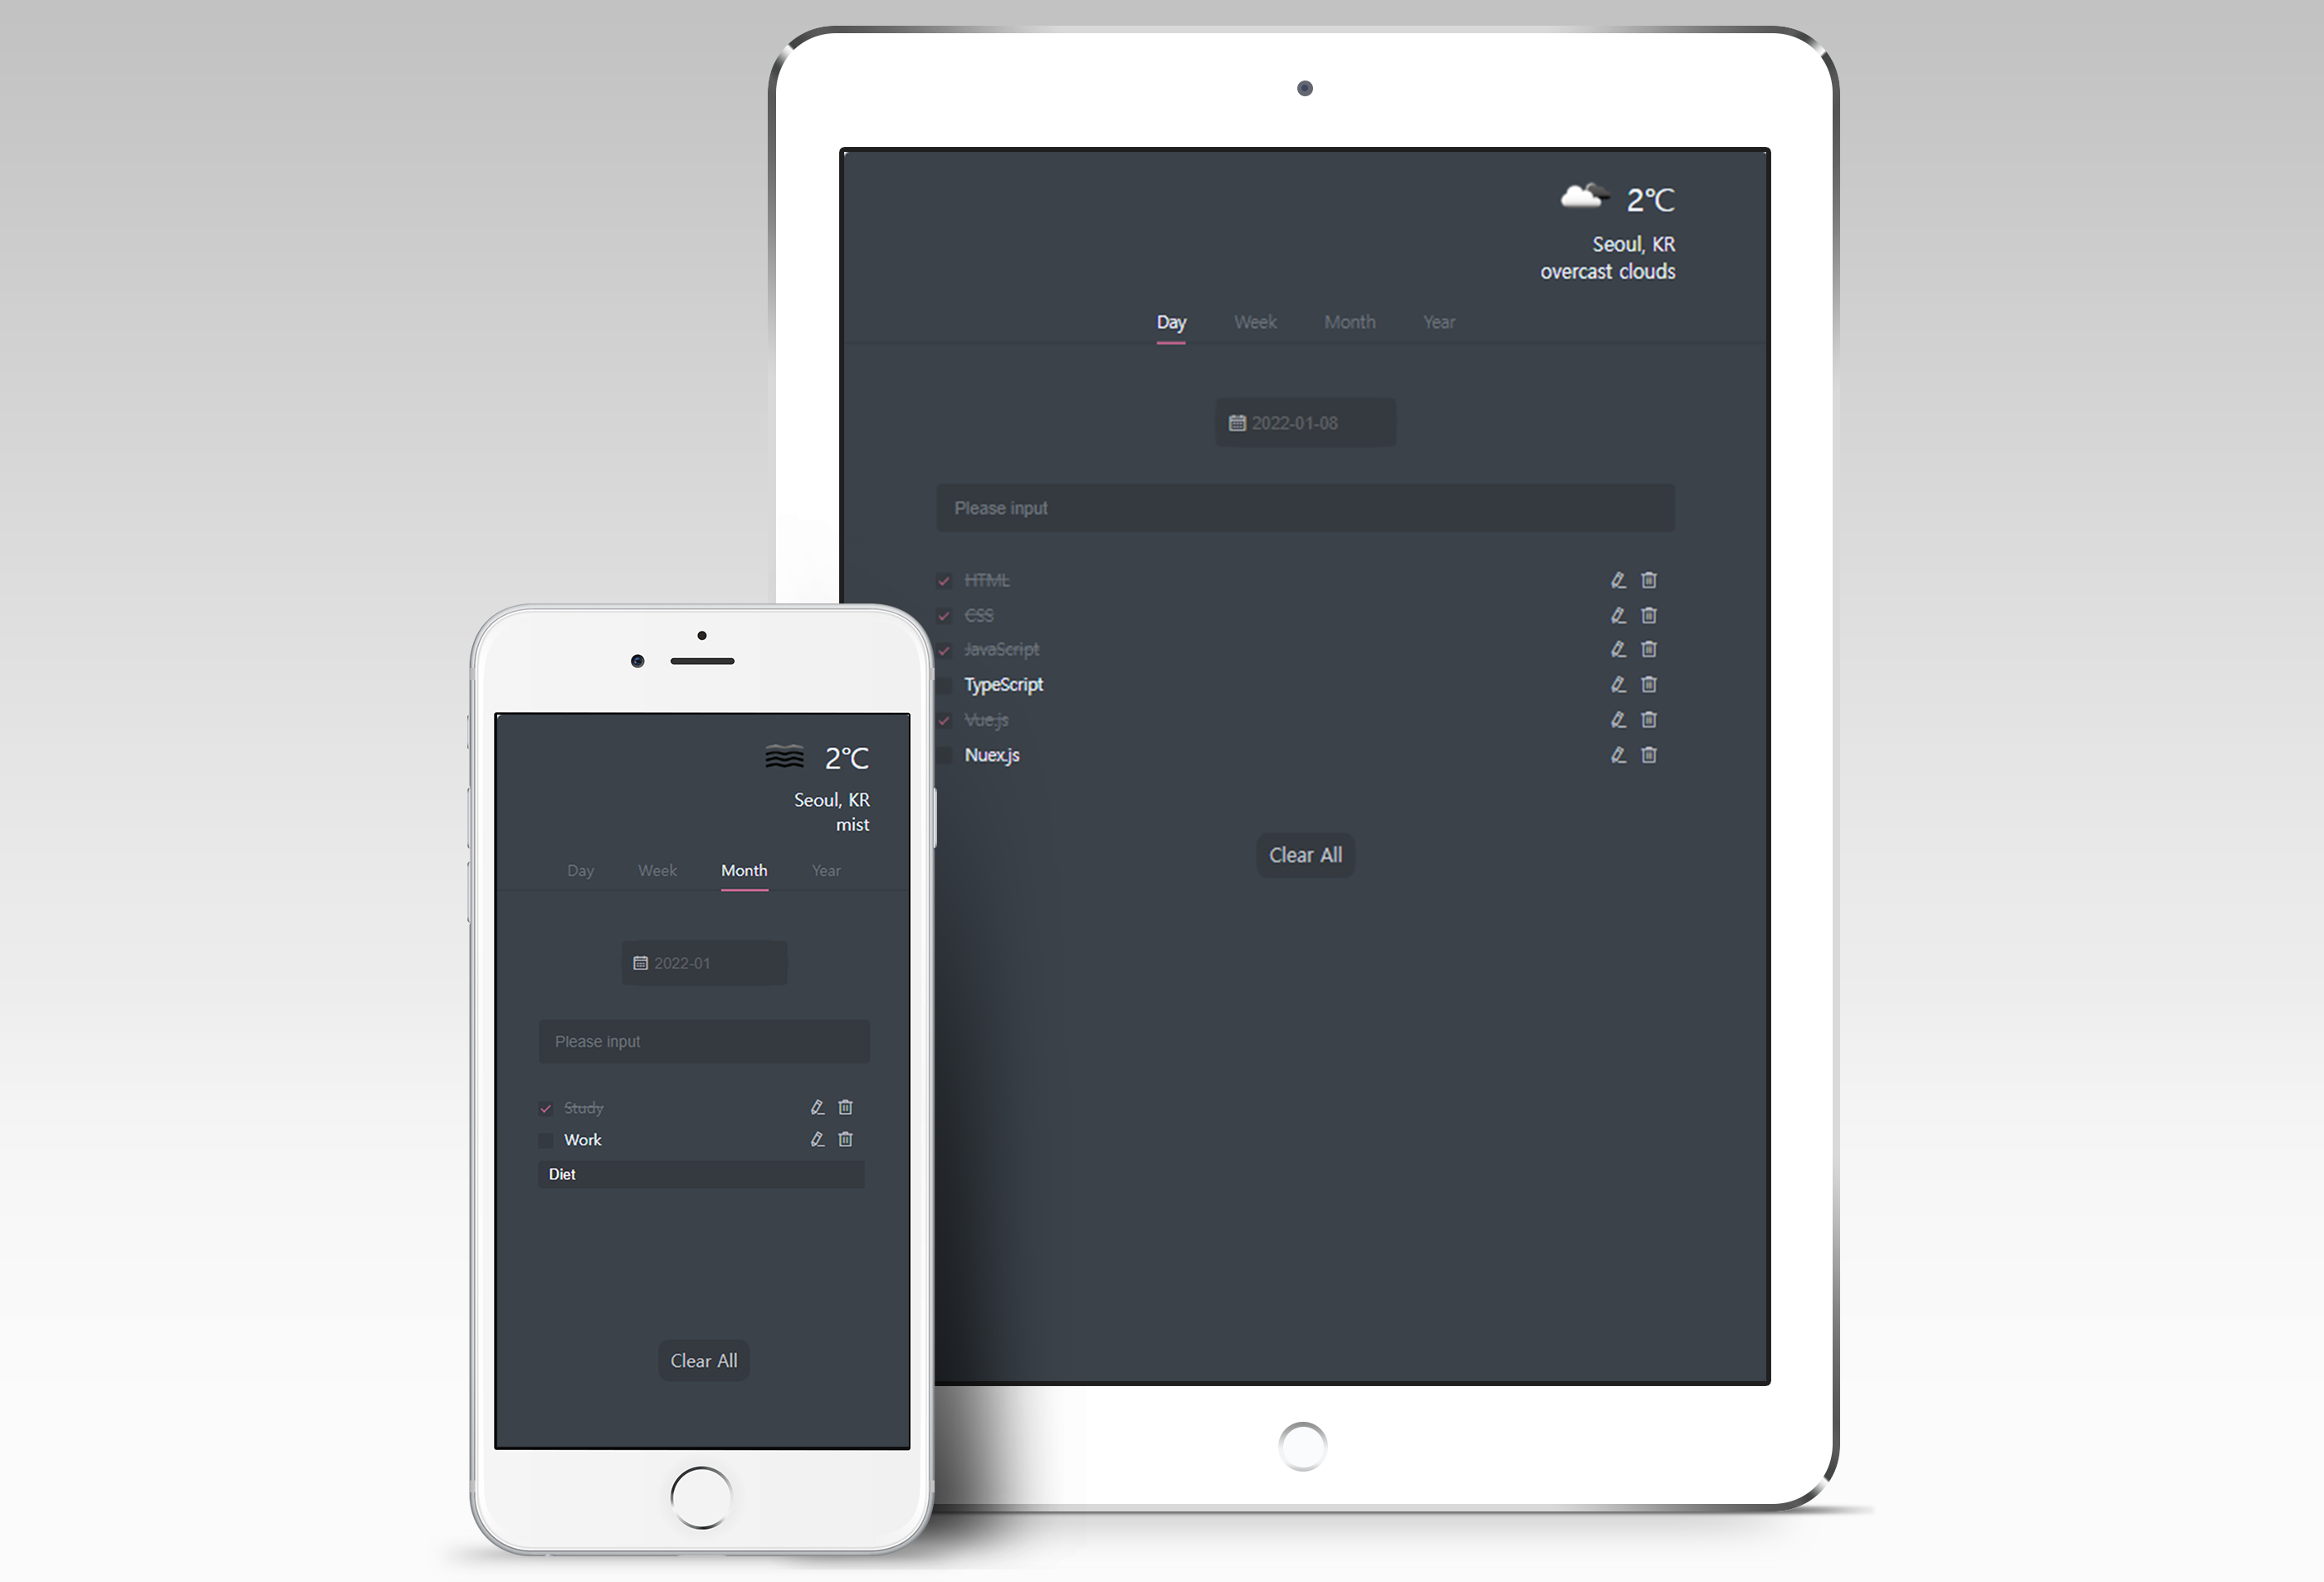 2℃
Seoul, KR
overcast clouds
Day Week Month Year
2022-01-08
Please input
HTML
CSS
JavaScript
TypeScript
Vue.js
Nuex.js
Clear All
2℃
Seoul, KR
mist
Day Week Month Year
2022-01
Please input
Study
Work
Diet
Clear All